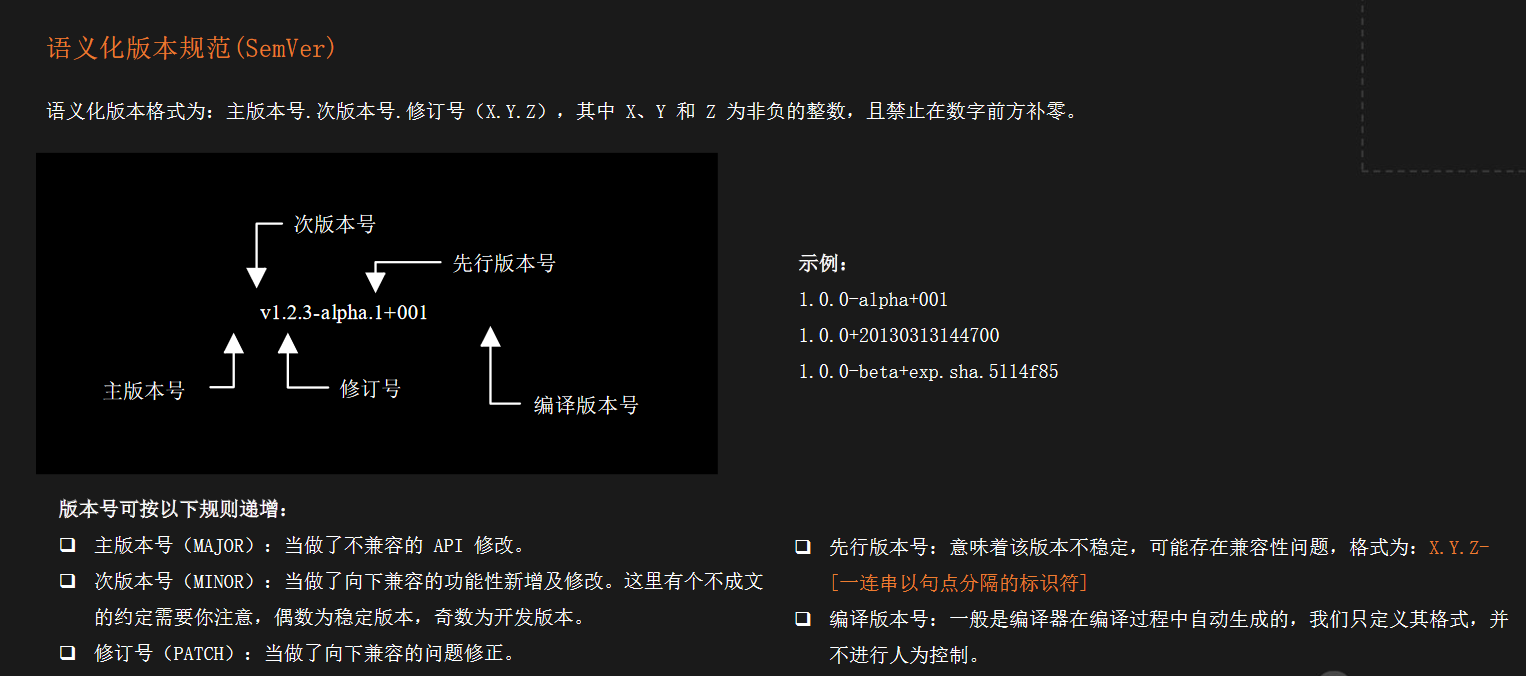 语义化版本规范(SemVer)
语义化版本格式为：主版本号.次版本号.修订号（X.Y.Z），其中 X、Y 和 Z 为非负的整数，且禁止在数字前方补零。
次版本号
先行版本号
v1.2.3-alpha.1+001
主版本号
修订号
编译版本号
示例：
1.0.0-alpha+001
1.0.0+20130313144700
1.0.0-beta+exp.sha.5114f85
版本号可按以下规则递增：
主版本号（MAJOR）：当做了不兼容的 API 修改。
次版本号（MINOR）：当做了向下兼容的功能性新增及修改。这里有个不成文
的约定需要你注意，偶数为稳定版本，奇数为开发版本。
修订号（PATCH）：当做了向下兼容的问题修正。
先行版本号：意味着该版本不稳定，可能存在兼容性问题，格式为：X.Y.Z-
[一连串以句点分隔的标识符]
编译版本号：一般是编译器在编译过程中自动生成的，我们只定义其格式，并
不进行人为控制。